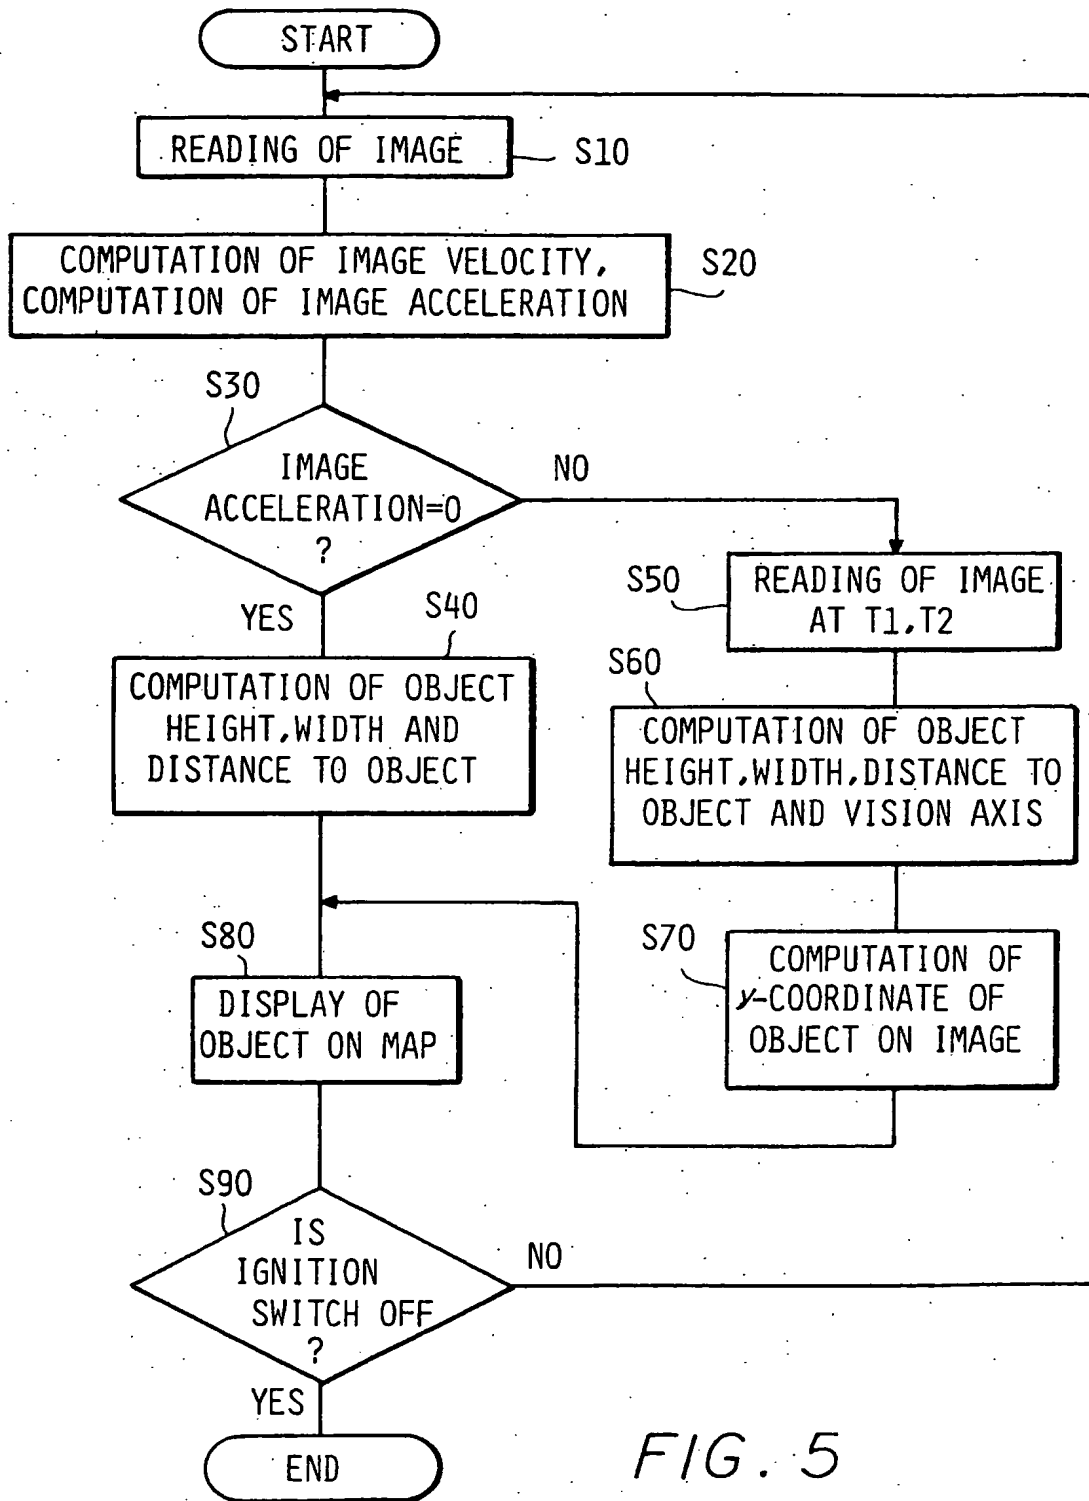 START
READING OF IMAGE
S10
COMPUTATION OF IMAGE VELOCITY,
COMPUTATION OF IMAGE ACCELERATION
S20
S30
IMAGE
ACCELERATION=0
?
NO
YES
S40
COMPUTATION OF OBJECT
HEIGHT,WIDTH AND
DISTANCE TO OBJECT
S50
READING OF IMAGE
AT T1,T2
S60
COMPUTATION OF OBJECT
HEIGHT,WIDTH,DISTANCE TO
OBJECT AND VISION AXIS
S70
COMPUTATION OF
y-COORDINATE OF
OBJECT ON IMAGE
S80
DISPLAY OF
OBJECT ON MAP
S90
IS
IGNITION
SWITCH OFF
?
NO
YES
END
FIG. 5